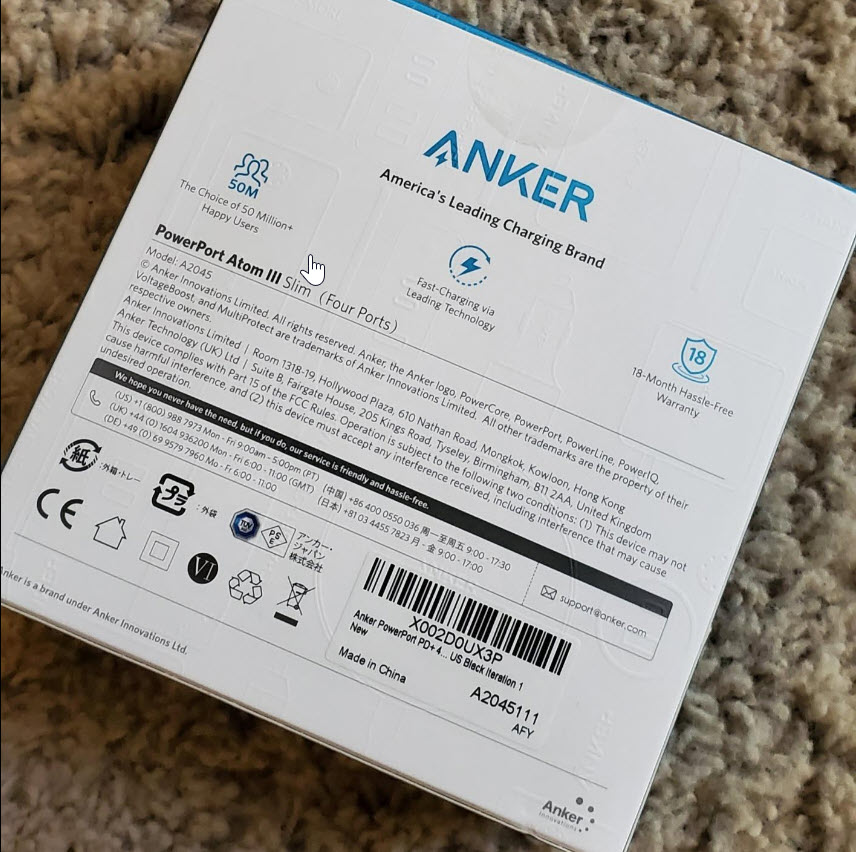 ANKER
America's Leading Charging Brand
50M
The Choice of 50 Million+
Happy Users
Fast-Charging via
Leading Technology
18
18-Month Hassle-Free
Warranty
PowerPort Atom III Slim (Four Ports)
Model: A2045
© Anker Innovations Limited. All rights reserved. Anker, the Anker logo, PowerCore, PowerPort, PowerLine, PowerIQ,
VoltageBoost, and MultiProtect are trademarks of Anker Innovations Limited. All other trademarks are the property of their
respective owners.
Anker Innovations Limited | Room 1318-19, Hollywood Plaza, 610 Nathan Road, Mongkok, Kowloon, Hong Kong
Anker Technology (UK) Ltd | Suite B, Fairgate House, 205 Kings Road, Tyseley, Birmingham, B11 2AA, United Kingdom
This device complies with Part 15 of the FCC Rules. Operation is subject to the following two conditions: (1) This device may not
cause harmful interference, and (2) this device must accept any interference received, including interference that may cause
undesired operation.
We hope you never have the need, but if you do, our service is friendly and hassle-free.
(US) +1 (800) 988 7973 Mon - Fri 9:00am - 5:00pm (PT)
(UK) +44 (0) 1604 936200 Mon - Fri 6:00 - 11:00 (GMT)
(DE) +49 (0) 69 9579 7960 Mo - Fr 6:00 - 11:00
(中国) +86 400 0550 036 周一至周五 9:00 - 17:30
(日本) +81 03 4455 7823 月 - 金 9:00 - 17:00
support@anker.com
紙
:外箱・トレー
プラ
:外袋
PS
E
アンカー・
ジャパン
株式会社
CE
VI
X002D0UX3P
Anker PowerPort PD+ 4... US Black Iteration 1
New
Made in China
A2045111
AFY
Anker is a brand under Anker Innovations Ltd.
Anker
Innovations